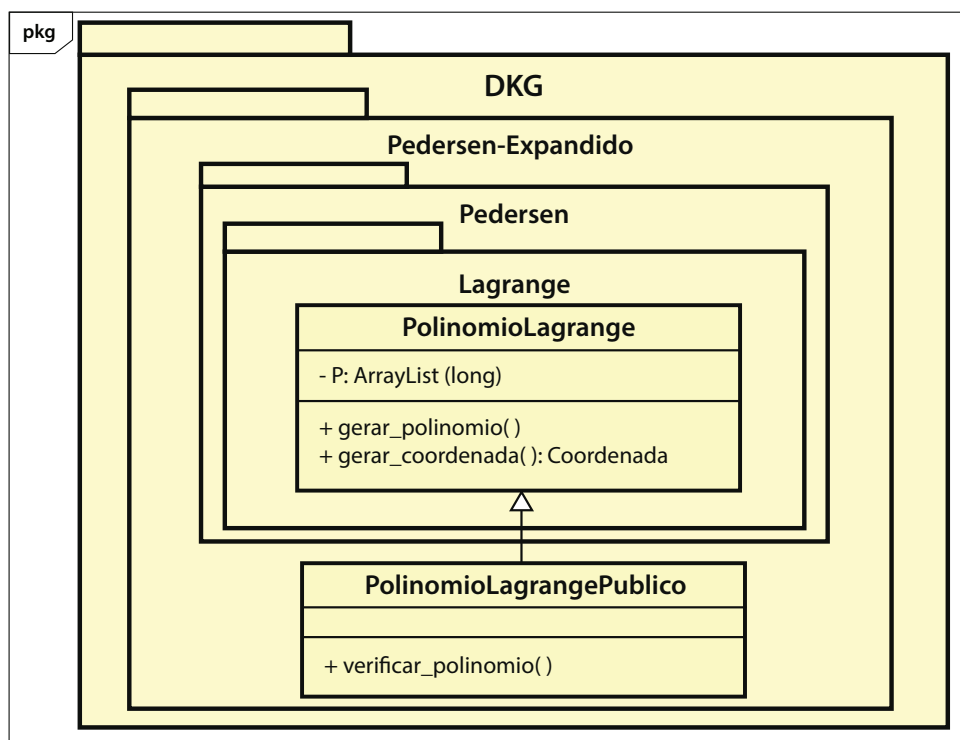 pkg
DKG
Pedersen-Expandido
Pedersen
Lagrange
PolinomioLagrange
- P: ArrayList (long)
+ gerar_polinomio( )
+ gerar_coordenada( ): Coordenada
PolinomioLagrangePublico
+ verificar_polinomio( )